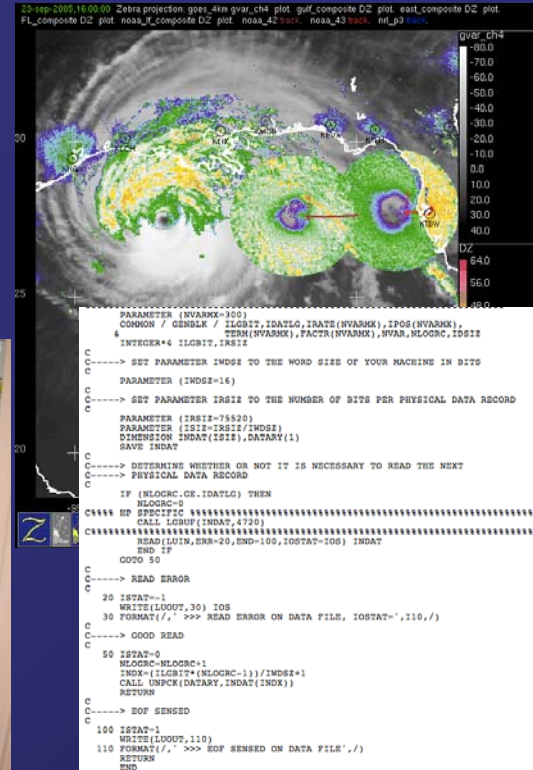 23-sep-2005,16:00:00 Zebra projection: goes_4km gvar_ch4 plot. gulf_composite DZ plot. east_composite DZ plot.
FL_composite DZ plot. noaa_lf_composite DZ plot. noaa_42 track. noaa_43 track. nrl_p3 track.
gvar_ch4
-80.0
-70.0
-60.0
-50.0
-40.0
-30.0
-20.0
-10.0
0.0
10.0
20.0
30.0
40.0
DZ
64.0
56.0
48.0
30
25
20
KTBW
Z
PARAMETER (NVARMX=300)
COMMON / GENBLK / ILGBIT,IDATLG,IRATE(NVARMX),IPOS(NVARMX),
& TERM(NVARMX),FACTR(NVARMX),NVAR,NLOGRC,IDSIZ
INTEGER*4 ILGBIT,IRSIZ
C
C-----> SET PARAMETER IWDSZ TO THE WORD SIZE OF YOUR MACHINE IN BITS
C
PARAMETER (IWDSZ=16)
C
C-----> SET PARAMETER IRSIZ TO THE NUMBER OF BITS PER PHYSICAL DATA RECORD
C
PARAMETER (IRSIZ=75520)
PARAMETER (ISIZ=IRSIZ/IWDSZ)
DIMENSION INDAT(ISIZ),DATARY(1)
SAVE INDAT
C
C-----> DETERMINE WHETHER OR NOT IT IS NECESSARY TO READ THE NEXT
C-----> PHYSICAL DATA RECORD
C
IF (NLOGRC.GE.IDATLG) THEN
NLOGRC=0
C%%%% HP SPECIFIC %%%%%%%%%%%%%%%%%%%%%%%%%%%%%%%%%%%%%%%%%%%%%%
CALL LGBUF(INDAT,4720)
C%%%%%%%%%%%%%%%%%%%%%%%%%%%%%%%%%%%%%%%%%%%%%%%%%%%%%%%%%%%%%%%
READ(LUIN,ERR=20,END=100,IOSTAT=IOS) INDAT
END IF
GOTO 50
C
C-----> READ ERROR
C
20 ISTAT=-1
WRITE(LUOUT,30) IOS
30 FORMAT(/,' >>> READ ERROR ON DATA FILE, IOSTAT=',I10,/)
C
C-----> GOOD READ
C
50 ISTAT=0
NLOGRC=NLOGRC+1
INDX=(ILGBIT*(NLOGRC-1))/IWDSZ+1
CALL UNPCK(DATARY,INDAT(INDX))
RETURN
C
C-----> EOF SENSED
C
100 ISTAT=1
WRITE(LUOUT,110)
110 FORMAT(/,' >>> EOF SENSED ON DATA FILE',/)
RETURN
END